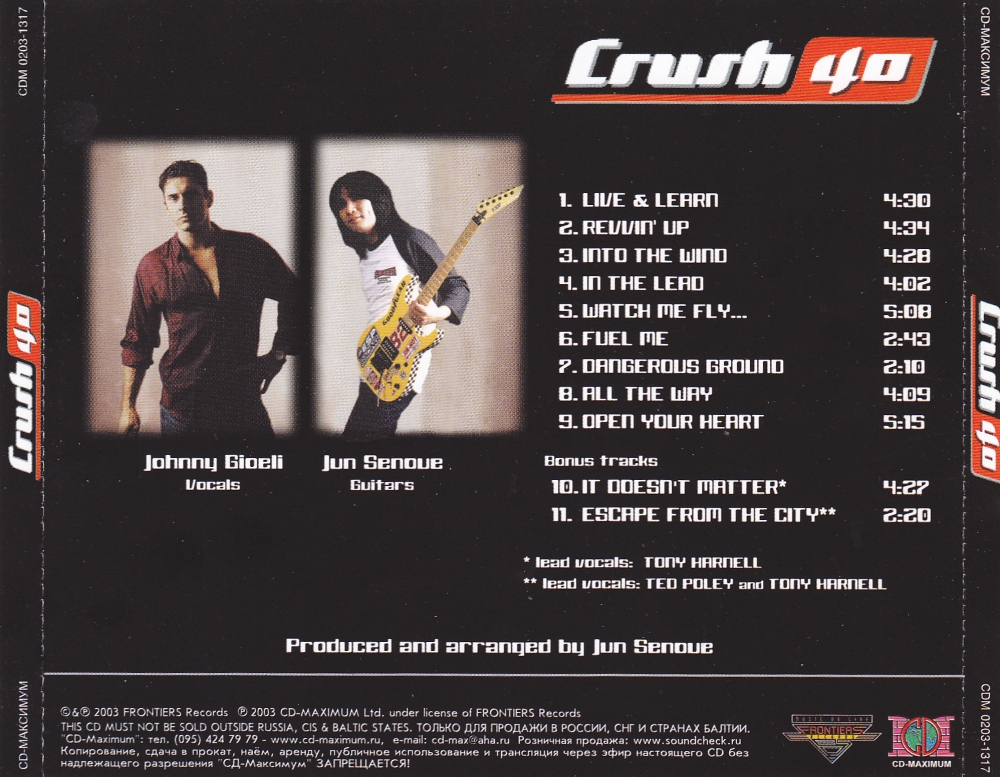 CDM 0203-1317
CD-МАКСИМУМ
Crush 40
Crush 40
Crush 40
1. LIVE & LEARN 4:30
2. REVVIN' UP 4:34
3. INTO THE WIND 4:28
4. IN THE LEAD 4:02
5. WATCH ME FLY... 5:08
6. FUEL ME 2:43
7. DANGEROUS GROUND 2:10
8. ALL THE WAY 4:09
9. OPEN YOUR HEART 5:15
Johnny Gioeli
Vocals
Jun Senoue
Guitars
Bonus tracks
10. IT DOESN'T MATTER* 4:27
11. ESCAPE FROM THE CITY** 2:20
* lead vocals: TONY HARNELL
** lead vocals: TED POLEY and TONY HARNELL
Produced and arranged by Jun Senoue
©&℗ 2003 FRONTIERS Records ℗ 2003 CD-MAXIMUM Ltd. under license of FRONTIERS Records
THIS CD MUST NOT BE SOLD OUTSIDE RUSSIA, CIS & BALTIC STATES. ТОЛЬКО ДЛЯ ПРОДАЖИ В РОССИИ, СНГ И СТРАНАХ БАЛТИИ.
"CD-Maximum": тел. (095) 424 79 79 - www.cd-maximum.ru, e-mail: cd-max@aha.ru Розничная продажа: www.soundcheck.ru
Копирование, сдача в прокат, наём, аренду, публичное использование и трансляция через эфир настоящего CD без
надлежащего разрешения "СД-Максимум" ЗАПРЕЩАЕТСЯ!
FRONTIERS
RECORDS
CD-MAXIMUM
CD-МАКСИМУМ
CDM 0203-1317